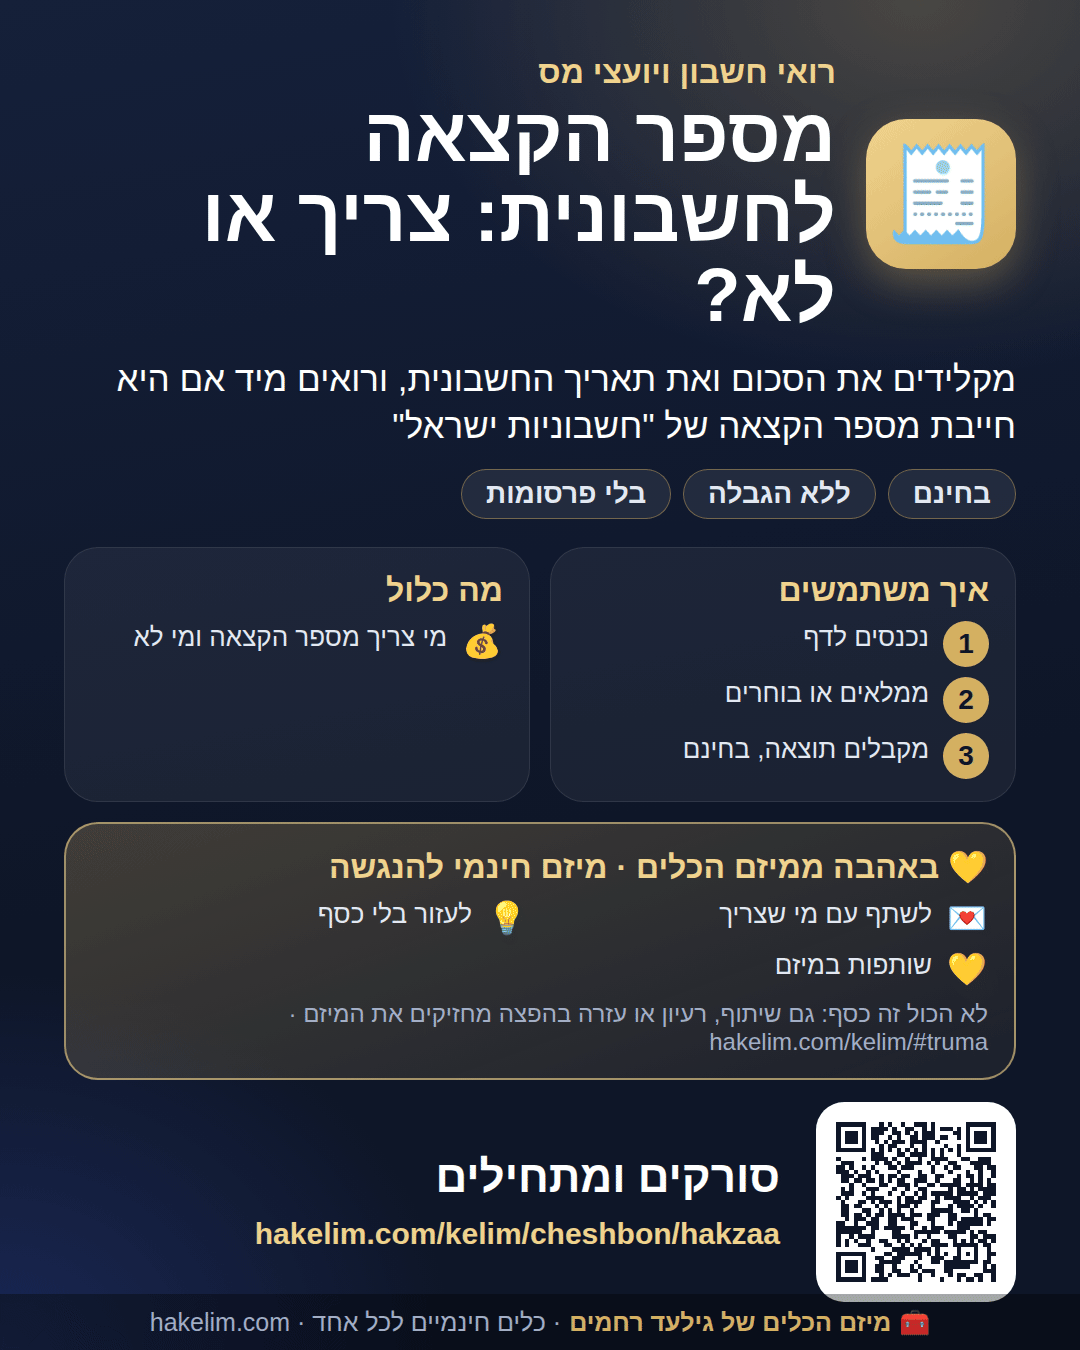 רואי חשבון ויועצי מס
מספר הקצאה
לחשבונית: צריך או
לא?
מקלידים את הסכום ואת תאריך החשבונית, ורואים מיד אם היא
חייבת מספר הקצאה של "חשבוניות ישראל"
בחינם
ללא הגבלה
בלי פרסומות
איך משתמשים
1 נכנסים לדף
2 ממלאים או בוחרים
3 מקבלים תוצאה, בחינם
מה כלול
מי צריך מספר הקצאה ומי לא
באהבה ממיזם הכלים · מיזם חינמי להנגשה
לשתף עם מי שצריך
לעזור בלי כסף
שותפות במיזם
לא הכול זה כסף: גם שיתוף, רעיון או עזרה בהפצה מחזיקים את המיזם ·
hakelim.com/kelim/#truma
סורקים ומתחילים
hakelim.com/kelim/cheshbon/hakzaa
מיזם הכלים של גילעד רחמים · כלים חינמיים לכל אחד · hakelim.com